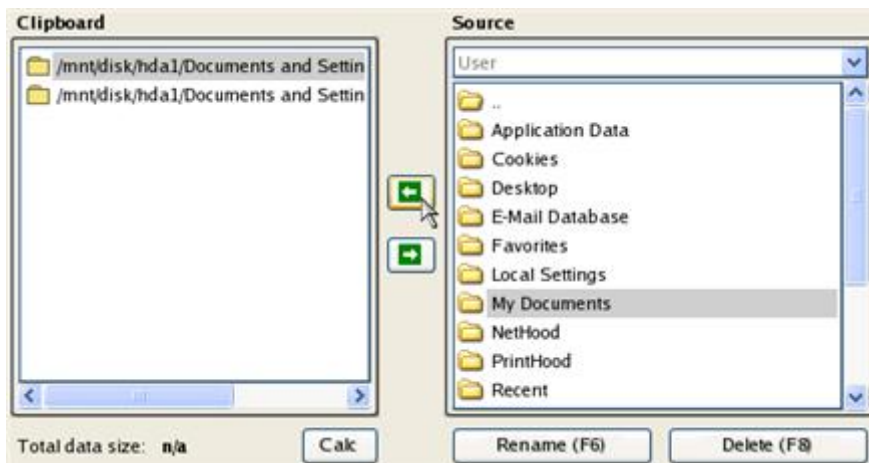 Clipboard
/mnt/disk/hda1/Documents and Settin
/mnt/disk/hda1/Documents and Settin
Total data size: n/a
Calc
Source
User
..
Application Data
Cookies
Desktop
E-Mail Database
Favorites
Local Settings
My Documents
NetHood
PrintHood
Recent
Rename (F6)
Delete (F8)